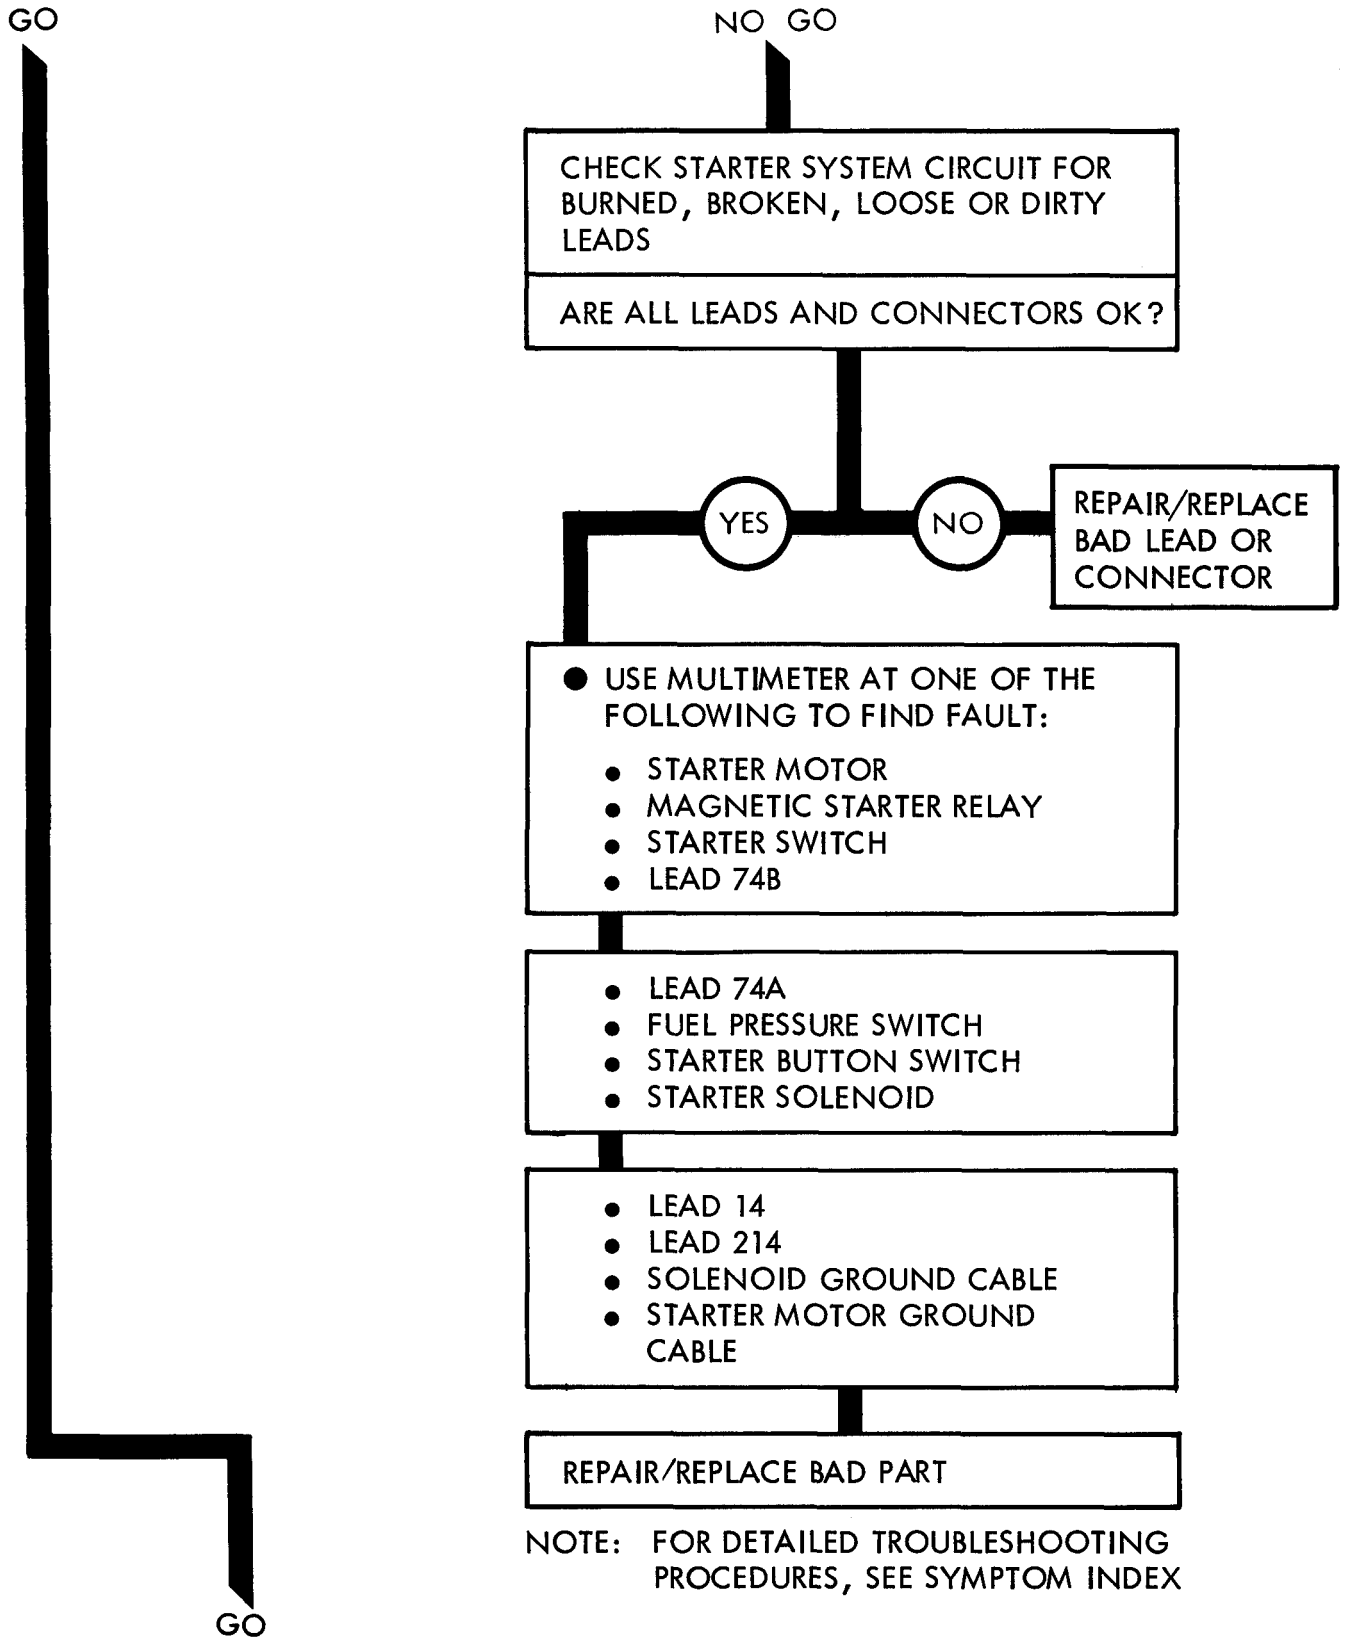 GO
NO GO
CHECK STARTER SYSTEM CIRCUIT FOR
BURNED, BROKEN, LOOSE OR DIRTY
LEADS
ARE ALL LEADS AND CONNECTORS OK?
YES
NO
REPAIR/REPLACE
BAD LEAD OR
CONNECTOR
● USE MULTIMETER AT ONE OF THE
FOLLOWING TO FIND FAULT:
● STARTER MOTOR
● MAGNETIC STARTER RELAY
● STARTER SWITCH
● LEAD 74B
● LEAD 74A
● FUEL PRESSURE SWITCH
● STARTER BUTTON SWITCH
● STARTER SOLENOID
● LEAD 14
● LEAD 214
● SOLENOID GROUND CABLE
● STARTER MOTOR GROUND
CABLE
REPAIR/REPLACE BAD PART
NOTE: FOR DETAILED TROUBLESHOOTING
PROCEDURES, SEE SYMPTOM INDEX
GO